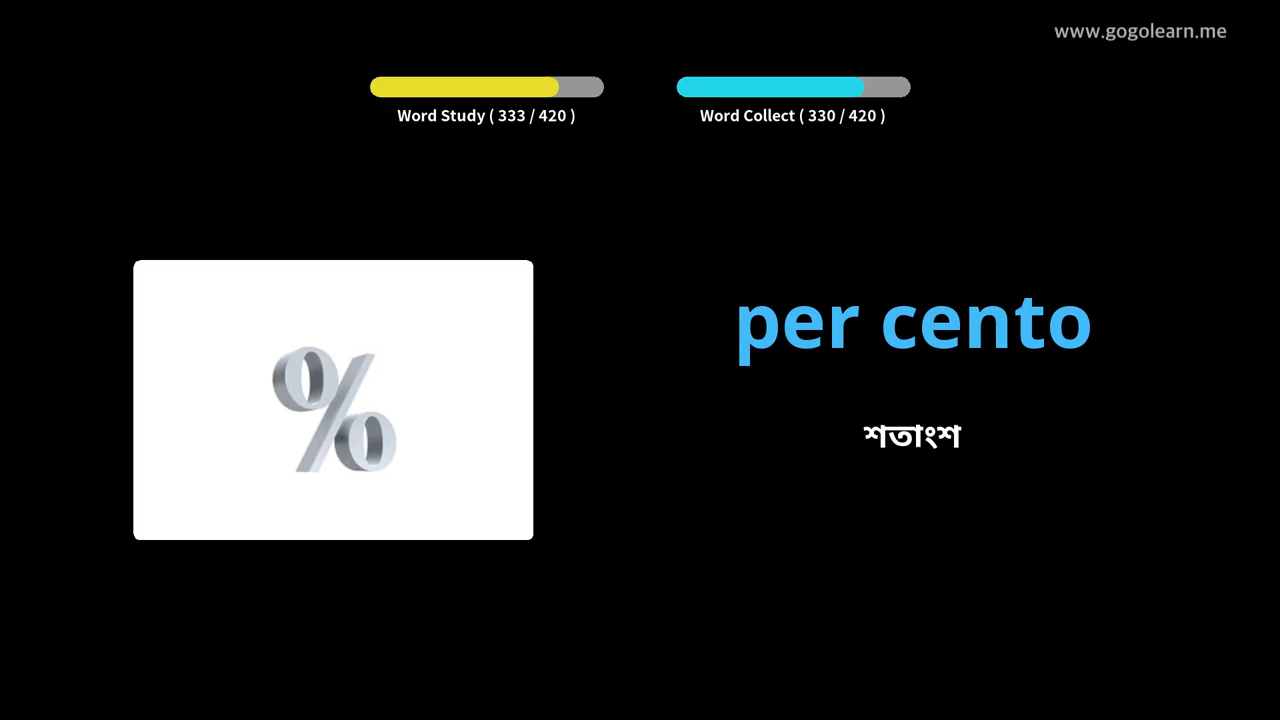 www.gogolearn.me
Word Study ( 333 / 420 )
Word Collect ( 330 / 420 )
%
per cento
শতাংশ